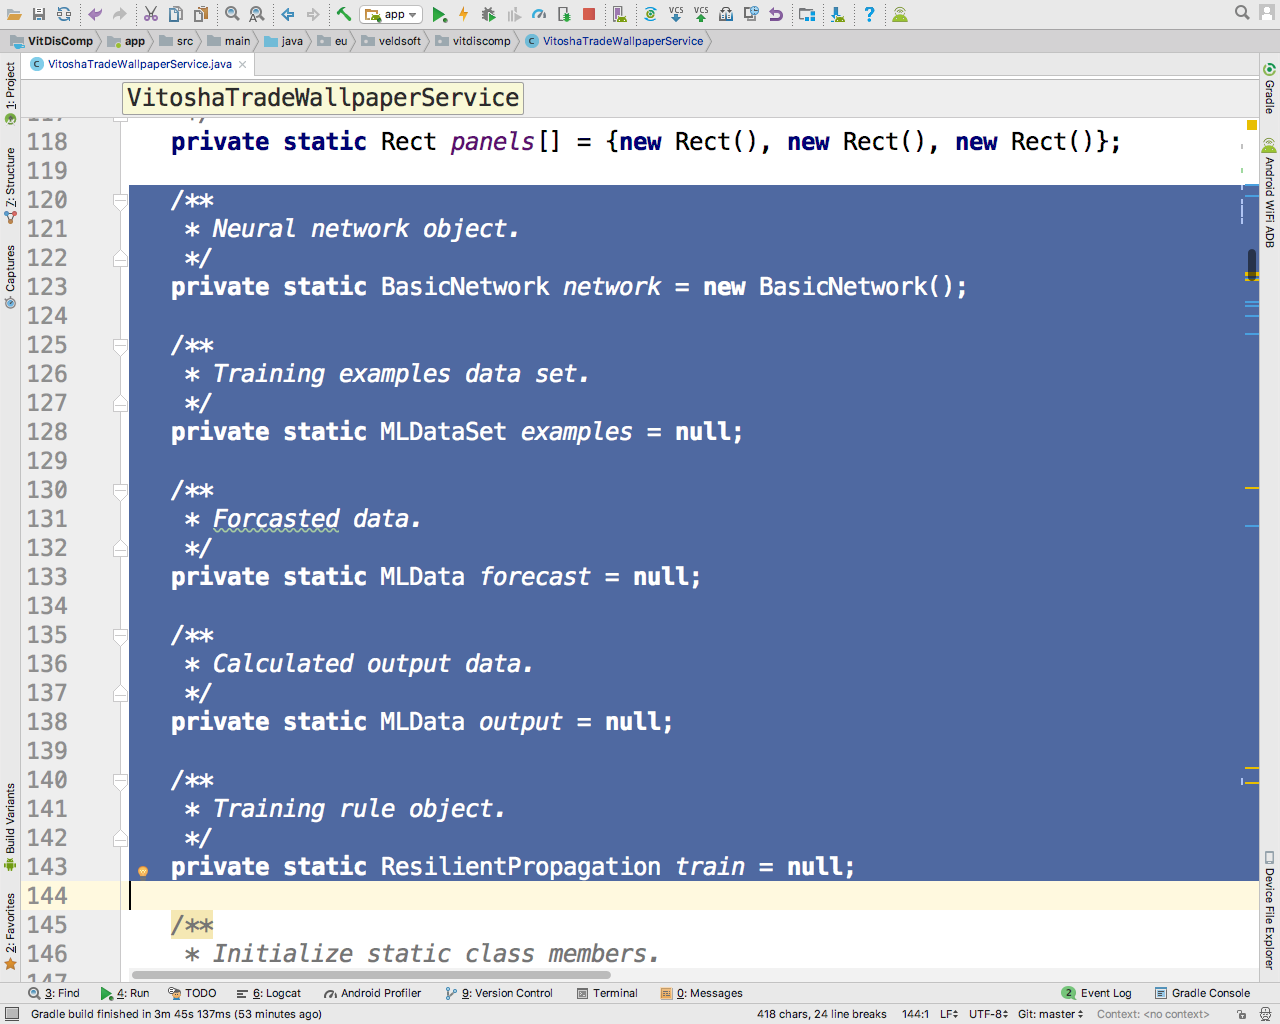 app
VitDisComp app src main java eu veldsoft vitdiscomp VitoshaTradeWallpaperService
VitoshaTradeWallpaperService.java
VitoshaTradeWallpaperService
1: Project
Z: Structure
Captures
Build Variants
2: Favorites
118 private static Rect panels[] = {new Rect(), new Rect(), new Rect()};
119
120 /**
121 * Neural network object.
122 */
123 private static BasicNetwork network = new BasicNetwork();
124
125 /**
126 * Training examples data set.
127 */
128 private static MLDataSet examples = null;
129
130 /**
131 * Forcasted data.
132 */
133 private static MLData forecast = null;
134
135 /**
136 * Calculated output data.
137 */
138 private static MLData output = null;
139
140 /**
141 * Training rule object.
142 */
143 private static ResilientPropagation train = null;
144
145 /**
146 * Initialize static class members.
Gradle
Android WiFi ADB
Device File Explorer
3: Find 4: Run TODO 6: Logcat Android Profiler 9: Version Control Terminal 0: Messages 2 Event Log Gradle Console
Gradle build finished in 3m 45s 137ms (53 minutes ago) 418 chars, 24 line breaks 144:1 LF UTF-8 Git: master Context: <no context>